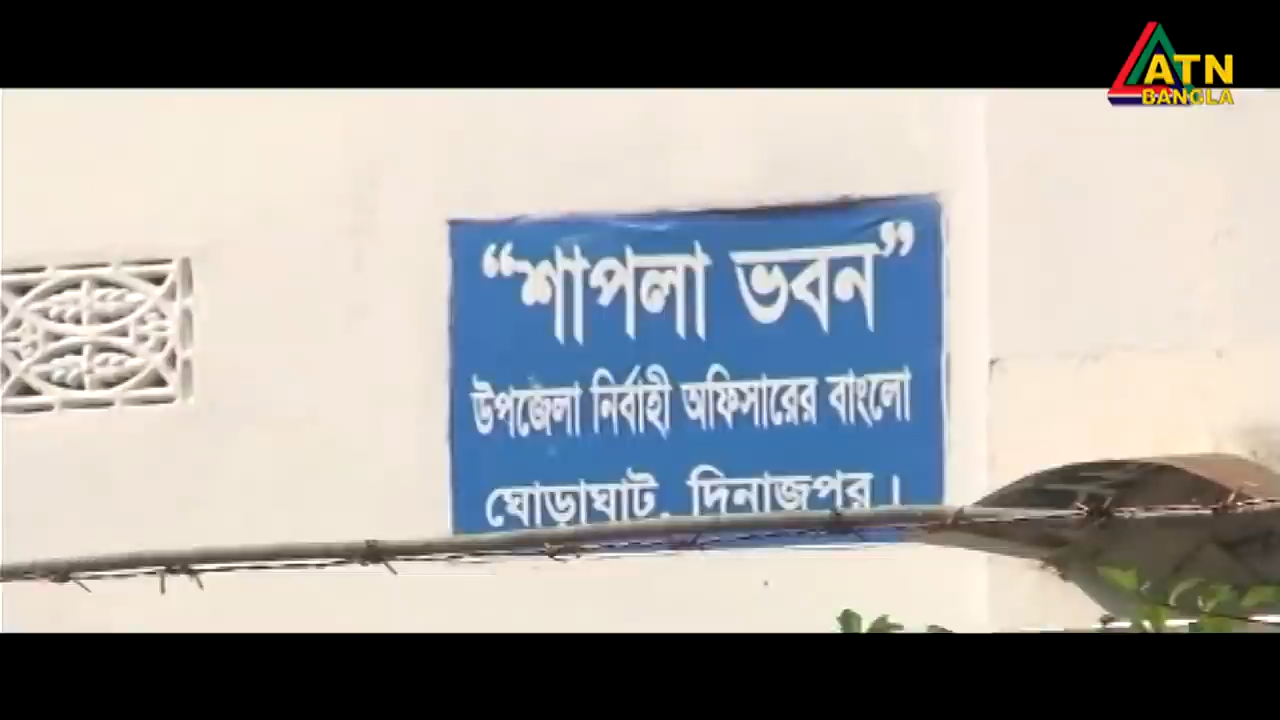 ATN
BANGLA
“শাপলা ভবন”
উপজেলা নির্বাহী অফিসারের বাংলো
ঘোড়াঘাট, দিনাজপুর।